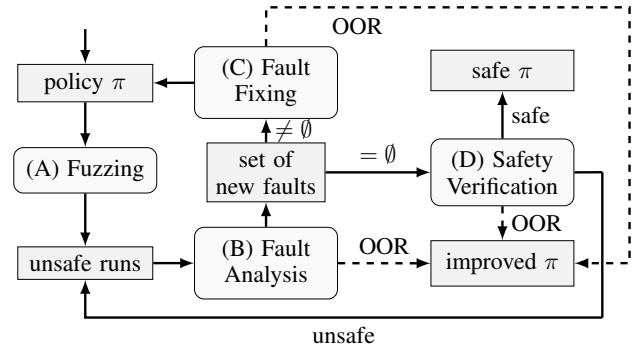 OOR
policy π
(C) Fault
Fixing
safe π
safe
≠ ∅
(A) Fuzzing
set of
new faults
= ∅
(D) Safety
Verification
OOR
unsafe runs
(B) Fault
Analysis
OOR
improved π
unsafe